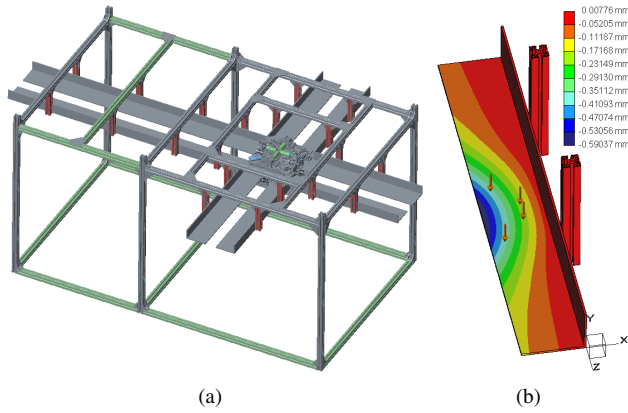 0.00776 mm
-0.05205 mm
-0.11187 mm
-0.17168 mm
-0.23149 mm
-0.29130 mm
-0.35112 mm
-0.41093 mm
-0.47074 mm
-0.53056 mm
-0.59037 mm
Y
X
Z
(a)
(b)